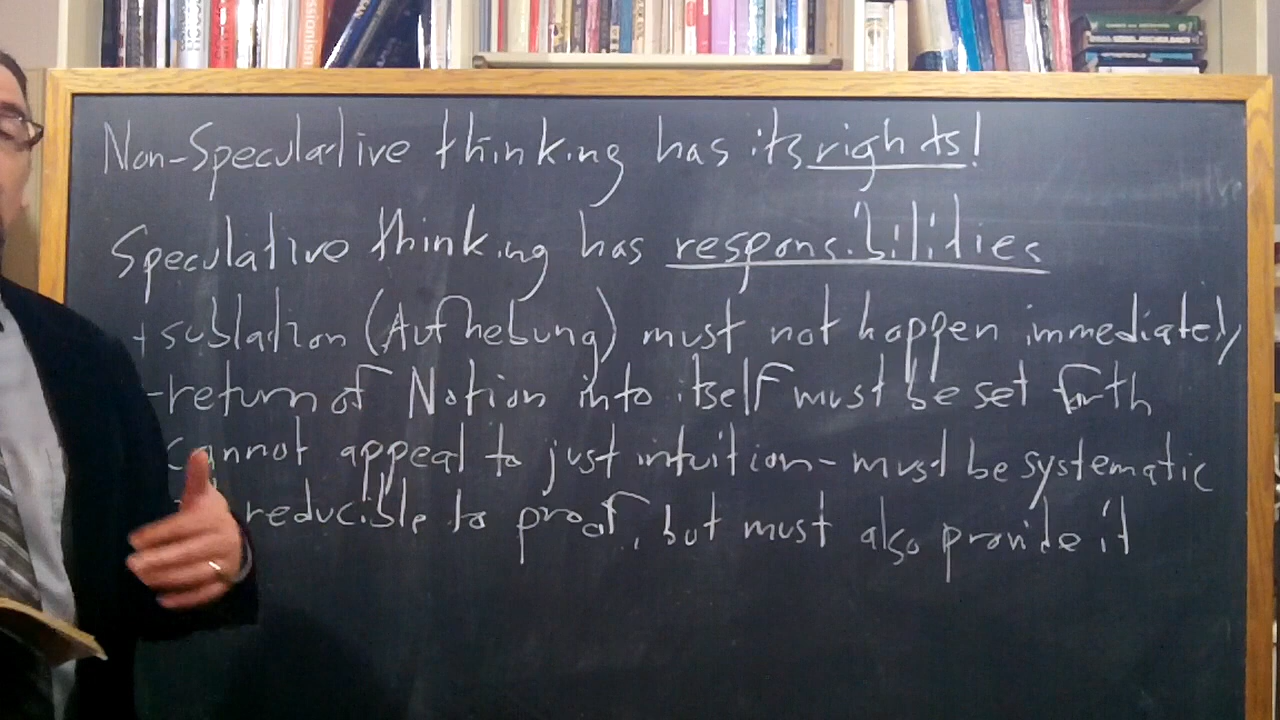 Non-Speculative thinking has its rights!
Speculative thinking has responsibilities
+ sublation (Aufhebung) must not happen immediately
-return of Notion into itself must be set forth
cannot appeal to just intuition - must be systematic
reducible to proof, but must also provide it